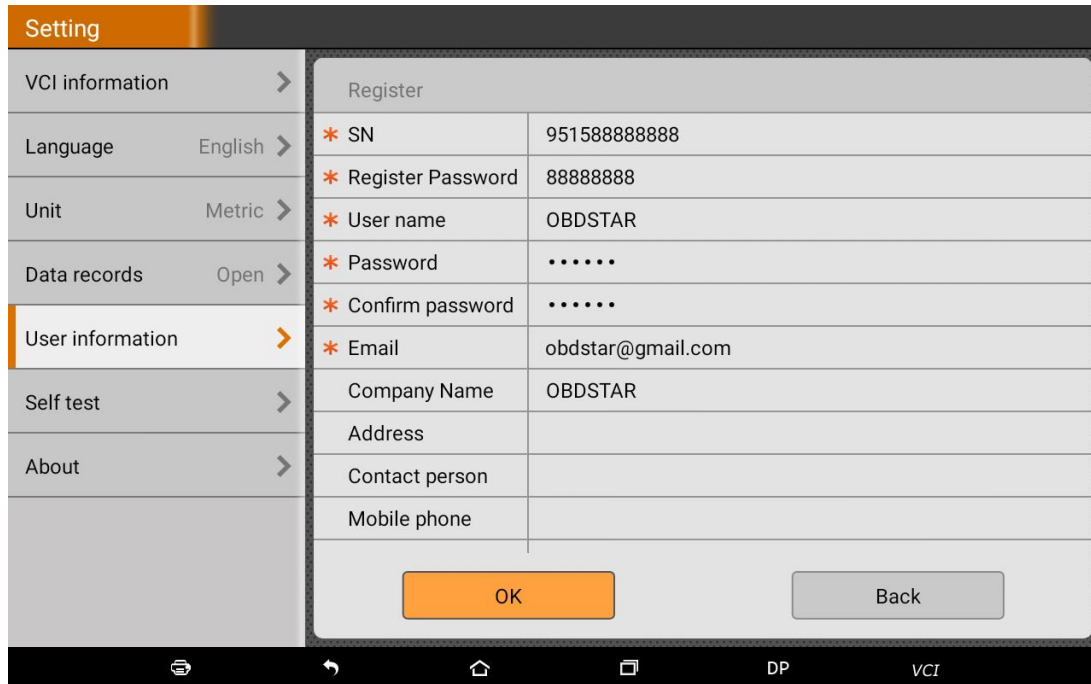 Setting
VCI information
Language English
Unit Metric
Data records Open
User information
Self test
About
Register
* SN 951588888888
* Register Password 88888888
* User name OBDSTAR
* Password ••••••
* Confirm password ••••••
* Email obdstar@gmail.com
Company Name OBDSTAR
Address
Contact person
Mobile phone
OK Back
DP VCI